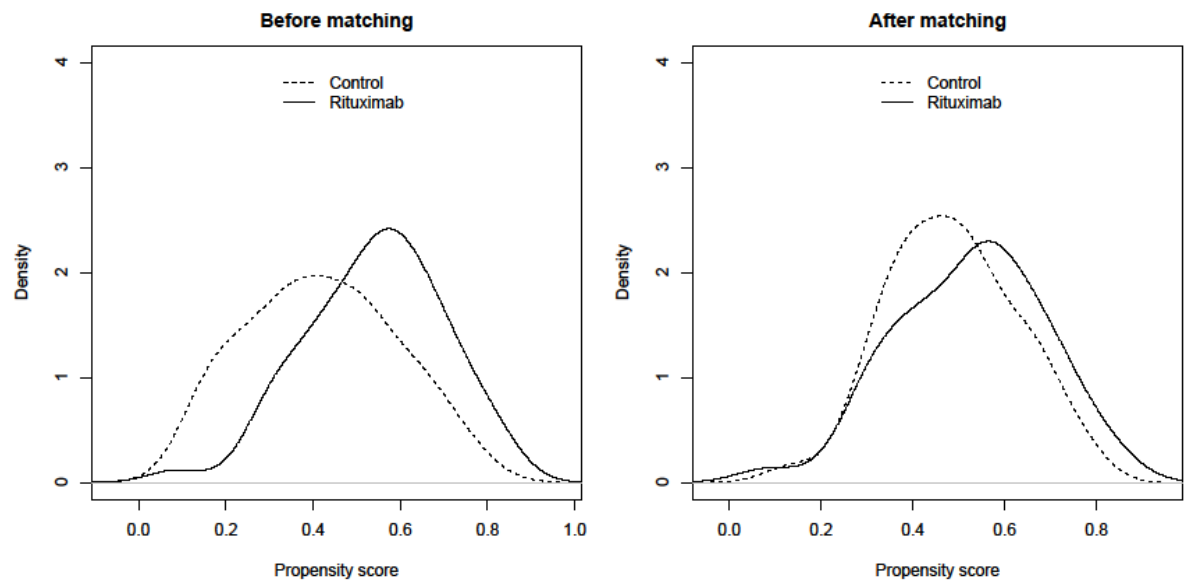 Before matching
Control
Rituximab
4
3
2
1
0
Density
0.0 0.2 0.4 0.6 0.8 1.0
Propensity score
After matching
Control
Rituximab
4
3
2
1
0
Density
0.0 0.2 0.4 0.6 0.8
Propensity score